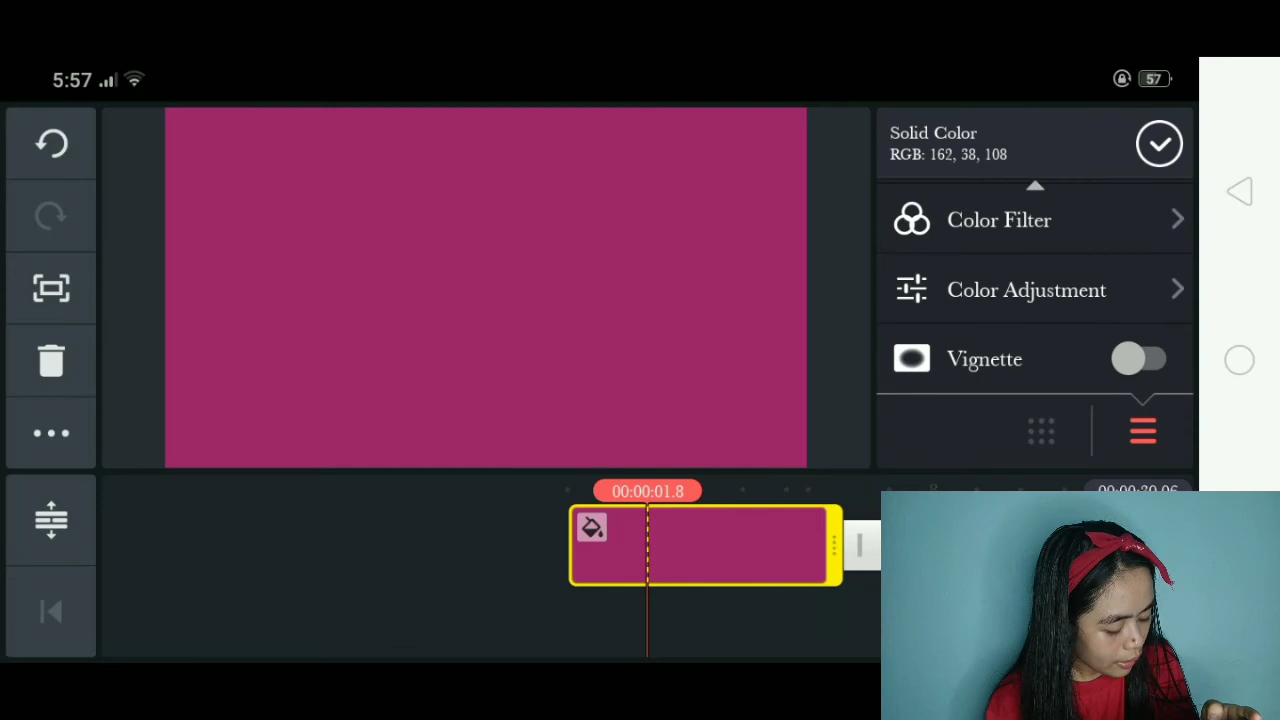 5:57
57
Solid Color
RGB: 162, 38, 108
Color Filter
Color Adjustment
Vignette
00:00:01.8